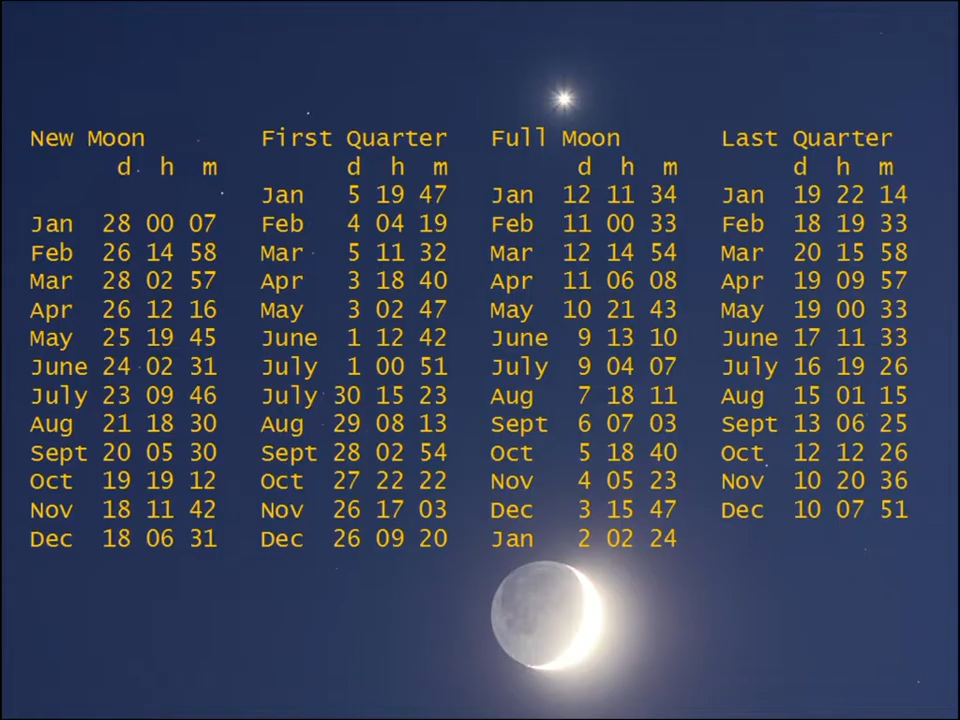 New Moon First Quarter Full Moon Last Quarter
d h m d h m d h m d h m
Jan 5 19 47 Jan 12 11 34 Jan 19 22 14
Jan 28 00 07 Feb 4 04 19 Feb 11 00 33 Feb 18 19 33
Feb 26 14 58 Mar 5 11 32 Mar 12 14 54 Mar 20 15 58
Mar 28 02 57 Apr 3 18 40 Apr 11 06 08 Apr 19 09 57
Apr 26 12 16 May 3 02 47 May 10 21 43 May 19 00 33
May 25 19 45 June 1 12 42 June 9 13 10 June 17 11 33
June 24 02 31 July 1 00 51 July 9 04 07 July 16 19 26
July 23 09 46 July 30 15 23 Aug 7 18 11 Aug 15 01 15
Aug 21 18 30 Aug 29 08 13 Sept 6 07 03 Sept 13 06 25
Sept 20 05 30 Sept 28 02 54 Oct 5 18 40 Oct 12 12 26
Oct 19 19 12 Oct 27 22 22 Nov 4 05 23 Nov 10 20 36
Nov 18 11 42 Nov 26 17 03 Dec 3 15 47 Dec 10 07 51
Dec 18 06 31 Dec 26 09 20 Jan 2 02 24